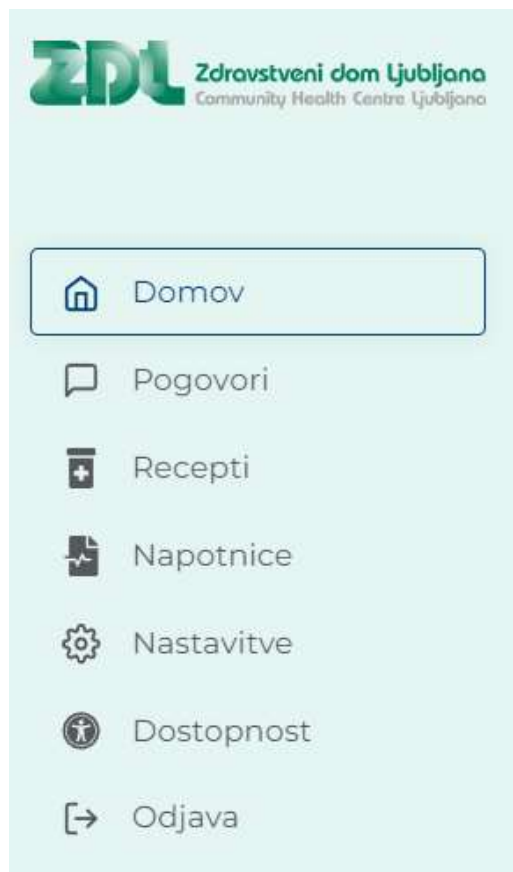 ZDL
Zdravstveni dom Ljubljana
Community Health Centre Ljubljana
Domov
Pogovori
Recepti
Napotnice
Nastavitve
Dostopnost
Odjava